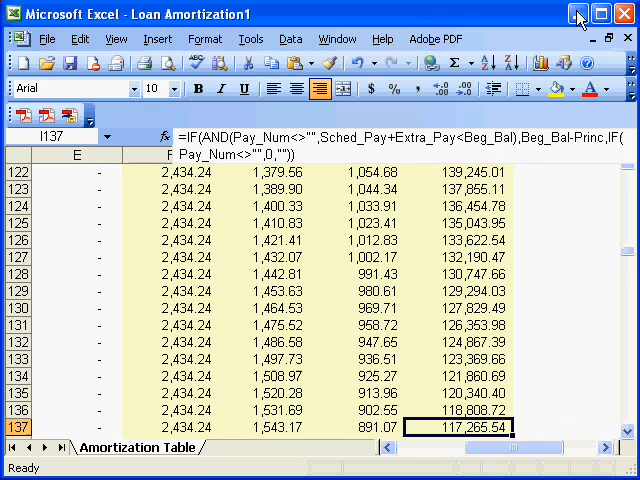 Microsoft Excel - Loan Amortization1
File Edit View Insert Format Tools Data Window Help Adobe PDF
Arial 10 B I U $ % ,
I137 fx =IF(AND(Pay_Num<>"",Sched_Pay+Extra_Pay<Beg_Bal),Beg_Bal-Princ,IF(
Pay_Num<>"",0,""))
E
122 - 2,434.24 1,379.56 1,054.68 139,245.01
123 - 2,434.24 1,389.90 1,044.34 137,855.11
124 - 2,434.24 1,400.33 1,033.91 136,454.78
125 - 2,434.24 1,410.83 1,023.41 135,043.95
126 - 2,434.24 1,421.41 1,012.83 133,622.54
127 - 2,434.24 1,432.07 1,002.17 132,190.47
128 - 2,434.24 1,442.81 991.43 130,747.66
129 - 2,434.24 1,453.63 980.61 129,294.03
130 - 2,434.24 1,464.53 969.71 127,829.49
131 - 2,434.24 1,475.52 958.72 126,353.98
132 - 2,434.24 1,486.58 947.65 124,867.39
133 - 2,434.24 1,497.73 936.51 123,369.66
134 - 2,434.24 1,508.97 925.27 121,860.69
135 - 2,434.24 1,520.28 913.96 120,340.40
136 - 2,434.24 1,531.69 902.55 118,808.72
137 - 2,434.24 1,543.17 891.07 117,265.54
Amortization Table
Ready